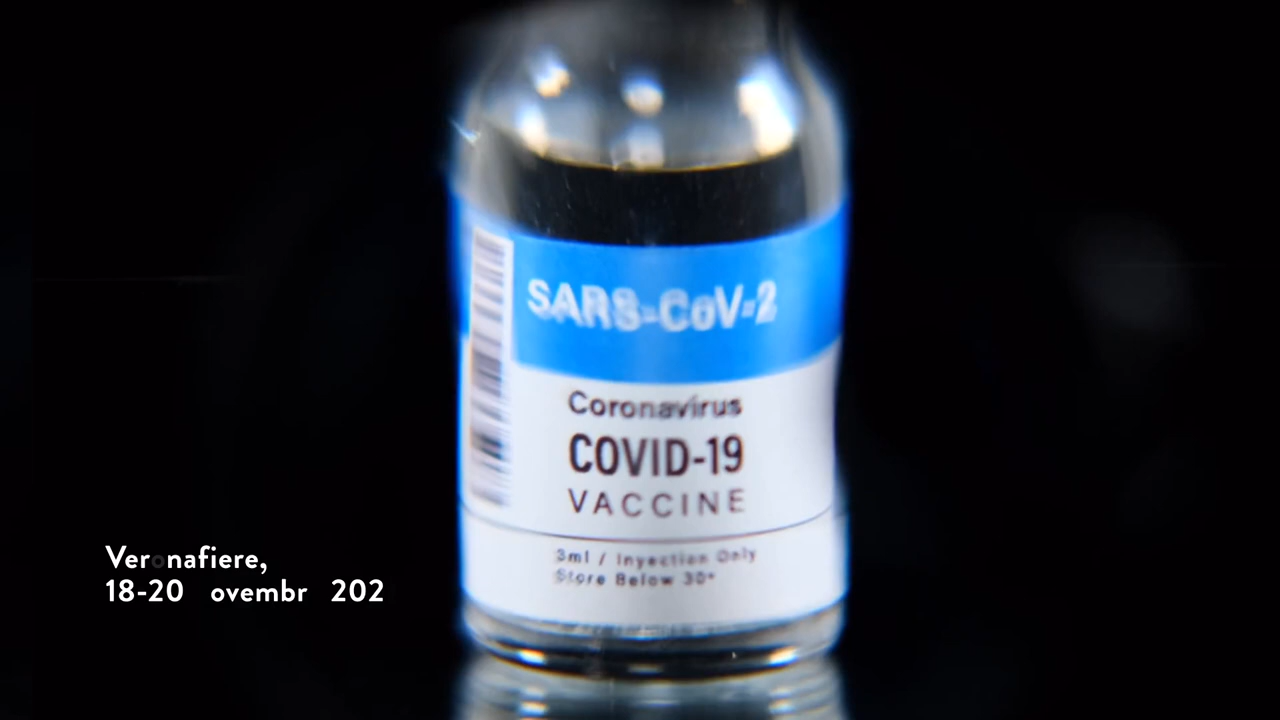 SARS-CoV-2
Coronavirus
COVID-19
VACCINE
3ml / Inyection Only
Store Below 30°
Veronafiere,
18-20 ovembr 202